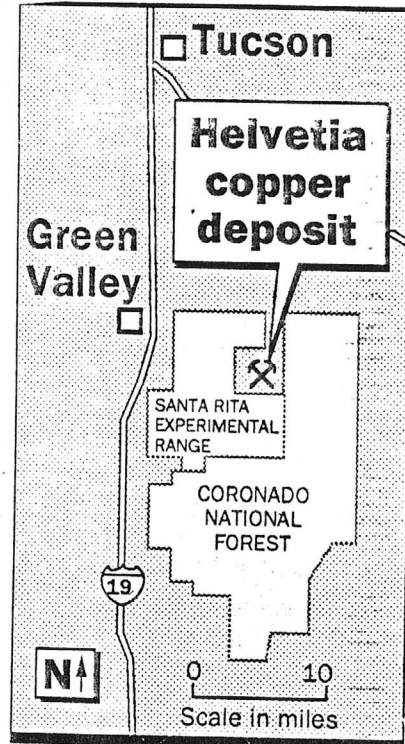 Tucson
Helvetia
copper
deposit
Green
Valley
SANTA RITA
EXPERIMENTAL
RANGE
CORONADO
NATIONAL
FOREST
19
N
0 10
Scale in miles